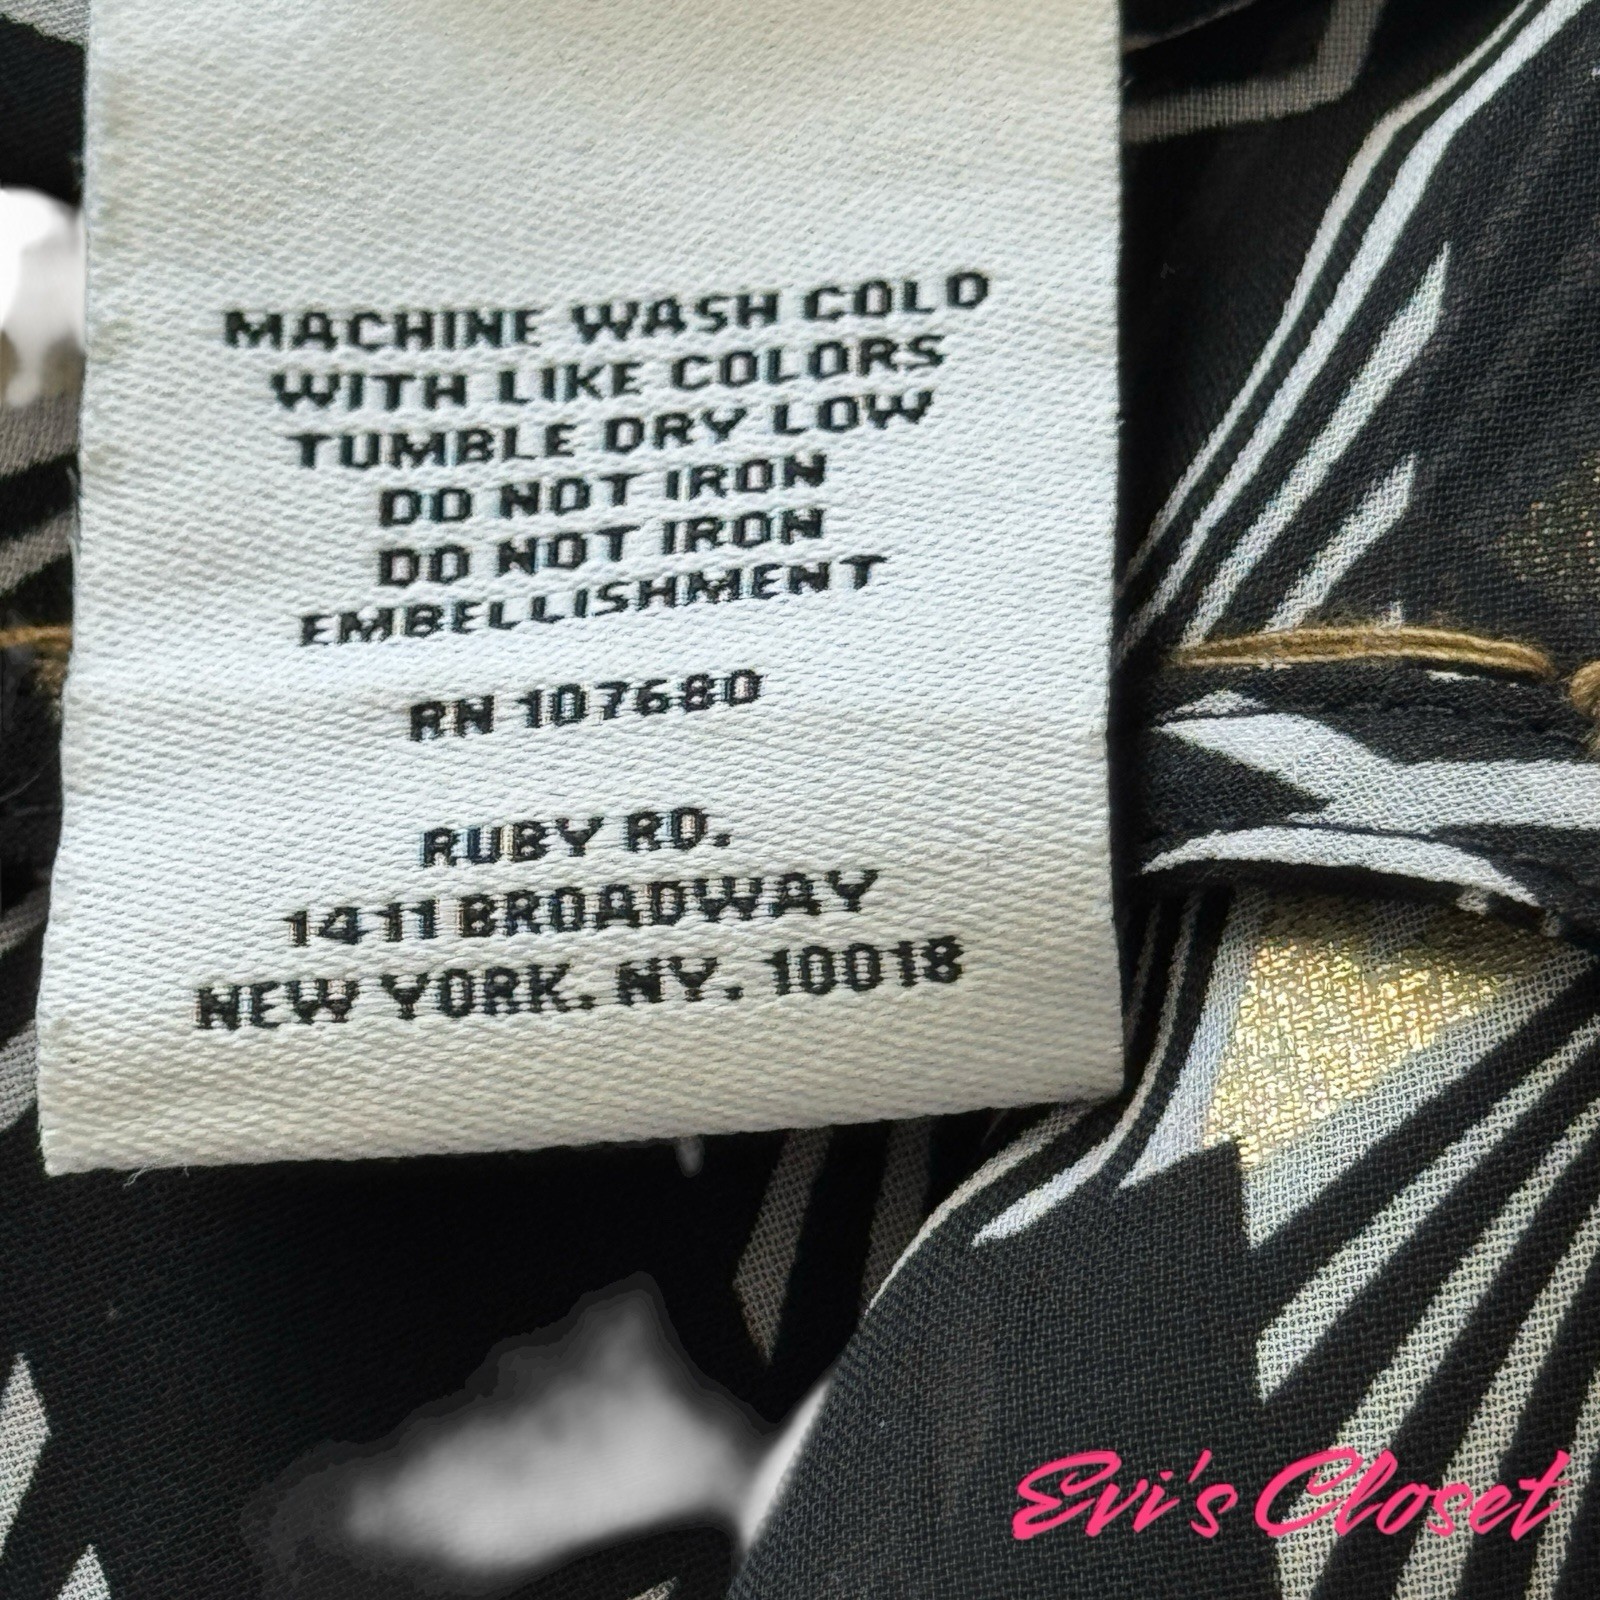 MACHINE WASH COLD
WITH LIKE COLORS
TUMBLE DRY LOW
DO NOT IRON
DO NOT IRON
EMBELLISHMENT
RN 107680
RUBY RD.
1411 BROADWAY
NEW YORK. NY. 10018
Evi's Closet